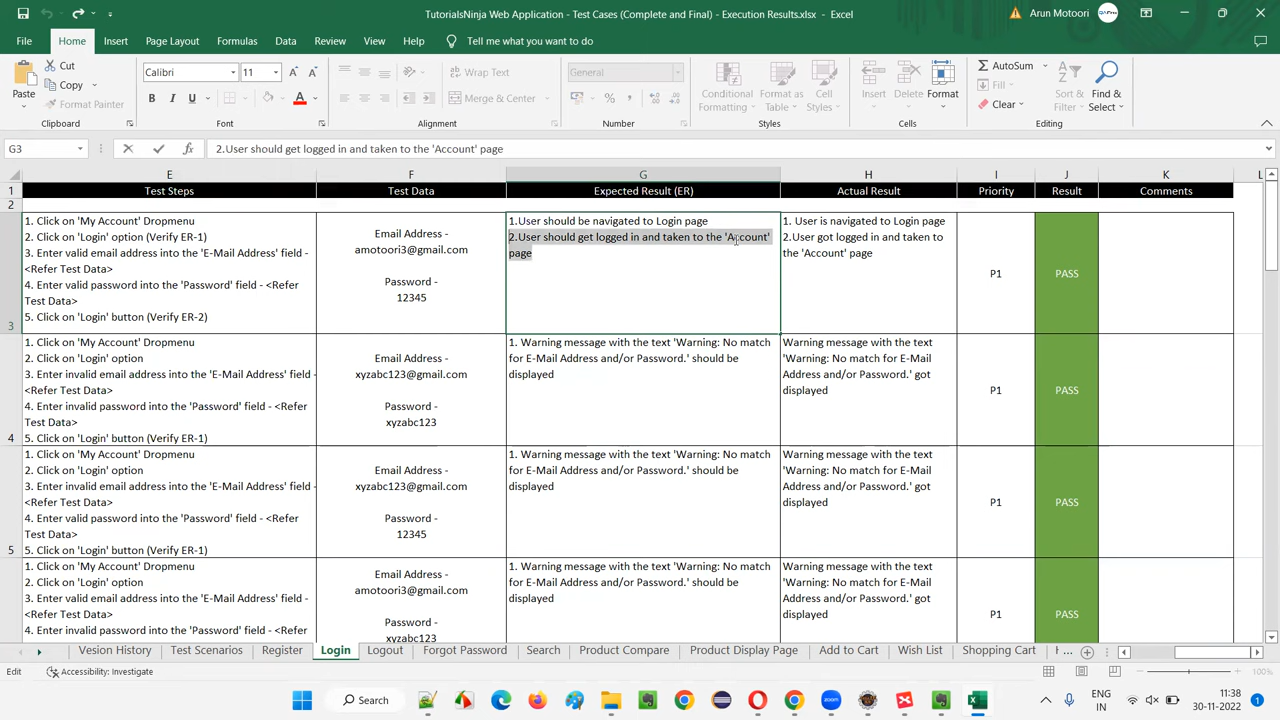 TutorialsNinja Web Application - Test Cases (Complete and Final) - Execution Results.xlsx - Excel
Arun Motoori
File Home Insert Page Layout Formulas Data Review View Help Tell me what you want to do
Paste
Cut
Copy
Format Painter
Clipboard
Calibri 11
B I U
Font
Wrap Text
Merge & Center
Alignment
General
Number
Conditional Formatting
Format as Table
Cell Styles
Styles
Insert Delete Format
Cells
AutoSum
Fill
Clear
Sort & Filter
Find & Select
Editing
G3
fx
2.User should get logged in and taken to the 'Account' page
E F G H I J K L
1 Test Steps Test Data Expected Result (ER) Actual Result Priority Result Comments
2
3
1. Click on 'My Account' Dropmenu
2. Click on 'Login' option (Verify ER-1)
3. Enter valid email address into the 'E-Mail Address' field -
<Refer Test Data>
4. Enter valid password into the 'Password' field - <Refer
Test Data>
5. Click on 'Login' button (Verify ER-2)
Email Address -
amotoori3@gmail.com
Password -
12345
1.User should be navigated to Login page
2.User should get logged in and taken to the 'Account'
page
1. User is navigated to Login page
2.User got logged in and taken to
the 'Account' page
P1
PASS
4
1. Click on 'My Account' Dropmenu
2. Click on 'Login' option
3. Enter invalid email address into the 'E-Mail Address' field -
<Refer Test Data>
4. Enter invalid password into the 'Password' field - <Refer
Test Data>
5. Click on 'Login' button (Verify ER-1)
Email Address -
xyzabc123@gmail.com
Password -
xyzabc123
1. Warning message with the text 'Warning: No match
for E-Mail Address and/or Password.' should be
displayed
Warning message with the text
'Warning: No match for E-Mail
Address and/or Password.' got
displayed
P1
PASS
5
1. Click on 'My Account' Dropmenu
2. Click on 'Login' option
3. Enter invalid email address into the 'E-Mail Address' field -
<Refer Test Data>
4. Enter valid password into the 'Password' field - <Refer
Test Data>
5. Click on 'Login' button (Verify ER-1)
Email Address -
xyzabc123@gmail.com
Password -
12345
1. Warning message with the text 'Warning: No match
for E-Mail Address and/or Password.' should be
displayed
Warning message with the text
'Warning: No match for E-Mail
Address and/or Password.' got
displayed
P1
PASS
1. Click on 'My Account' Dropmenu
2. Click on 'Login' option
3. Enter valid email address into the 'E-Mail Address' field -
<Refer Test Data>
4. Enter invalid password into the 'Password' field - <Refer
Email Address -
amotoori3@gmail.com
Password -
xyzabc123
1. Warning message with the text 'Warning: No match
for E-Mail Address and/or Password.' should be
displayed
Warning message with the text
'Warning: No match for E-Mail
Address and/or Password.' got
displayed
P1
PASS
Vesion History Test Scenarios Register Login Logout Forgot Password Search Product Compare Product Display Page Add to Cart Wish List Shopping Cart ...
Edit Accessibility: Investigate 100%
Search
ENG
IN
11:38
30-11-2022
1